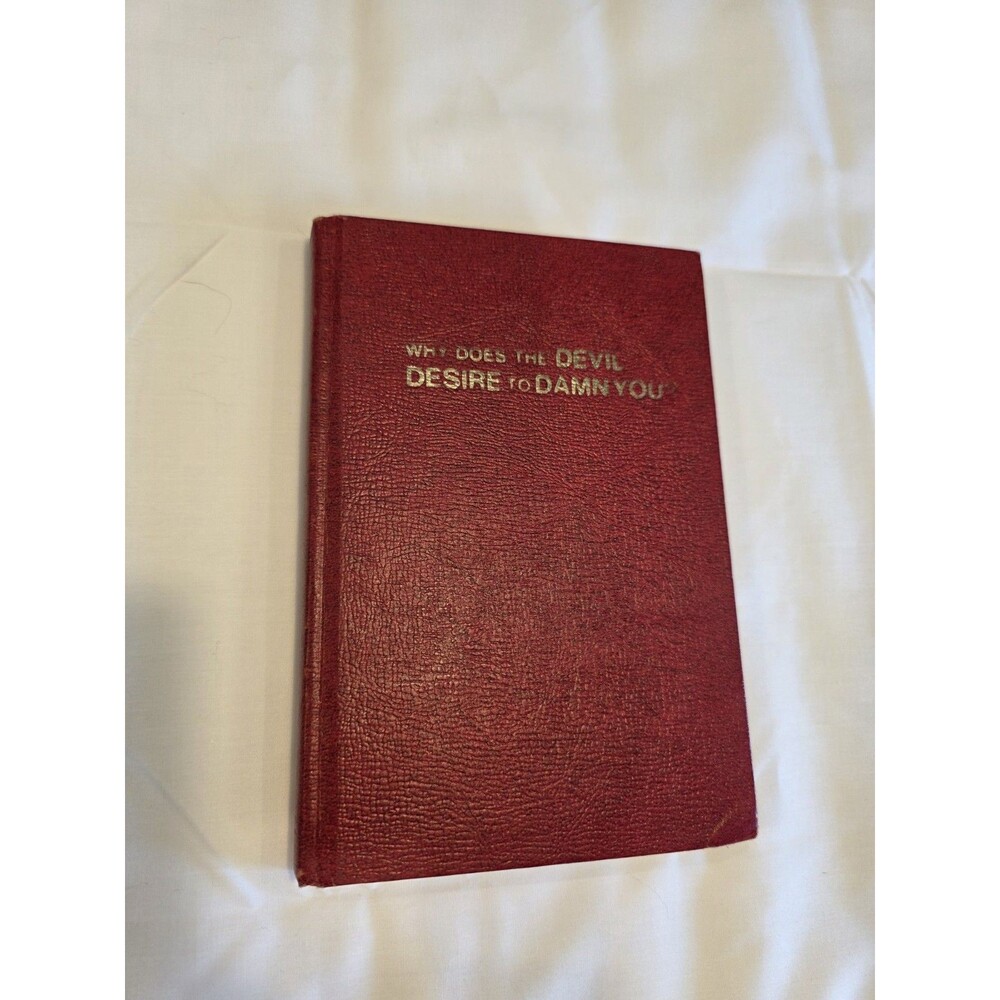 WHY DOES THE DEVIL
DESIRE TO DAMN YOU?